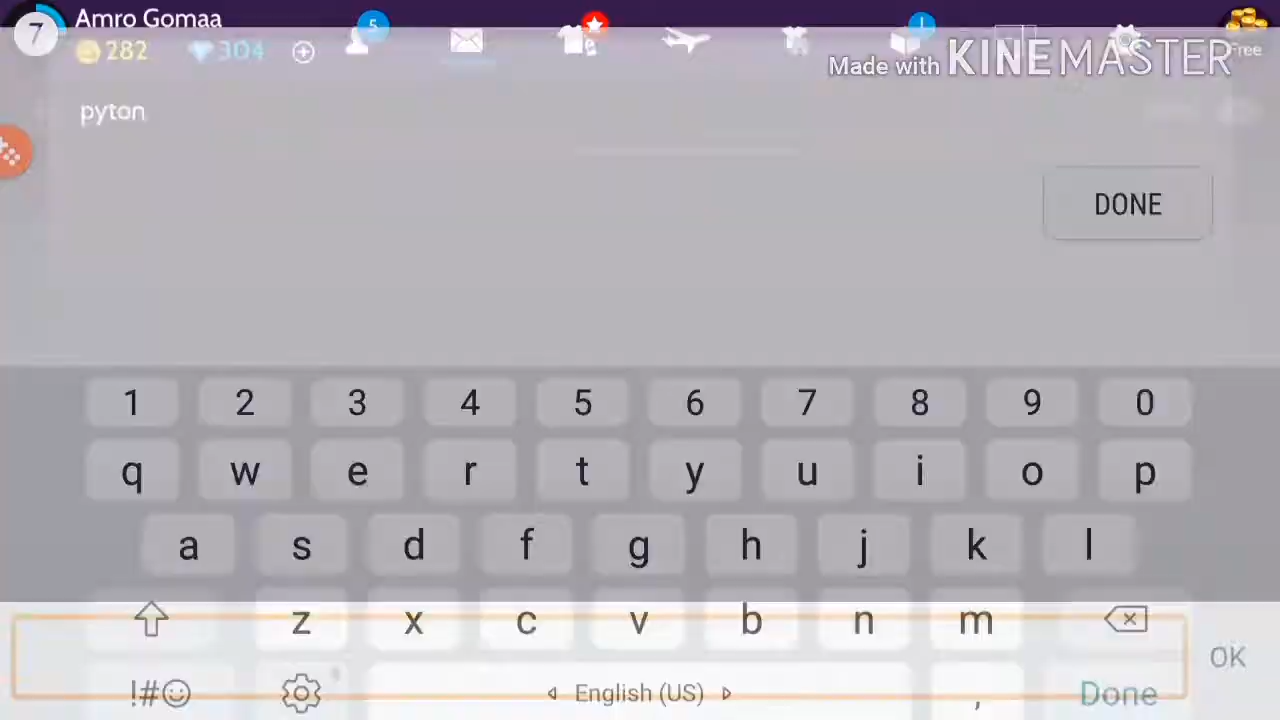 7 Amro Gomaa 5
282 304 Free
Made with KINEMASTER
pyton
DONE
1 2 3 4 5 6 7 8 9 0
q w e r t y u i o p
a s d f g h j k l
z x c v b n m
OK
!#☺ English (US) , Done